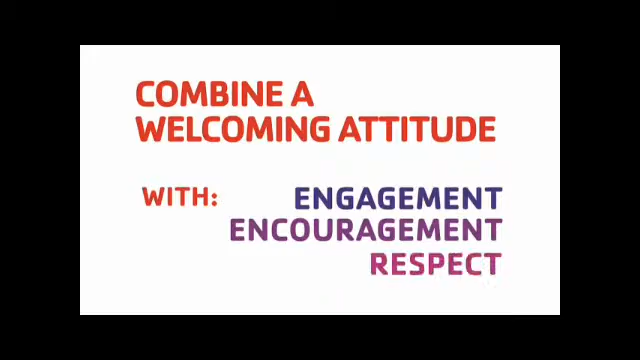 COMBINE A
WELCOMING ATTITUDE
WITH: ENGAGEMENT
ENCOURAGEMENT
RESPECT